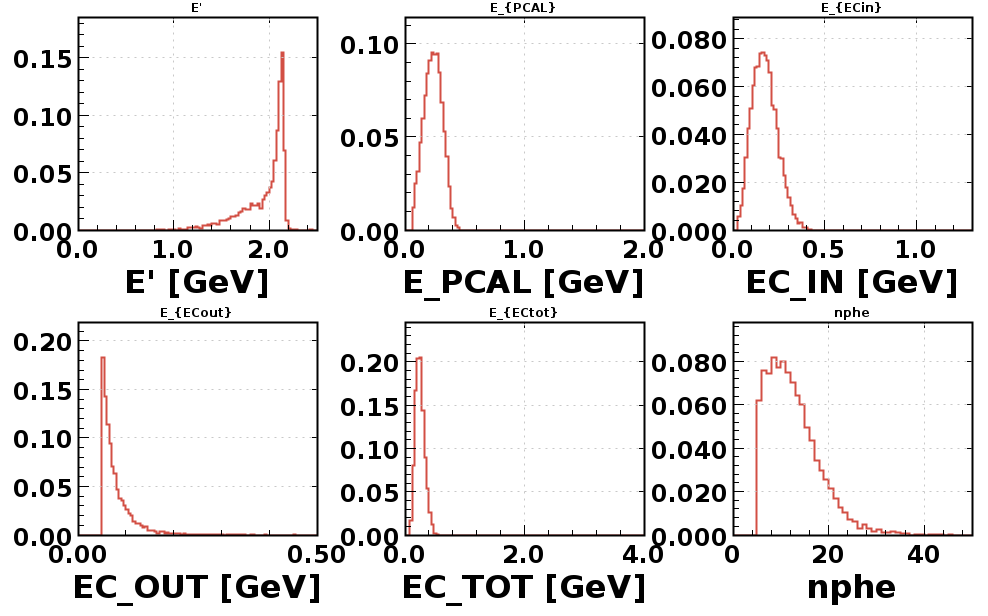 E'
0.15
0.10
0.05
0.00
0.0 1.0 2.0
E' [GeV]
E_{PCAL}
0.10
0.05
0.00
0.0 1.0 2.0
E_PCAL [GeV]
E_{ECin}
0.080
0.060
0.040
0.020
0.000
0.0 0.5 1.0
EC_IN [GeV]
E_{ECout}
0.20
0.15
0.10
0.05
0.00
0.00 0.50
EC_OUT [GeV]
E_{ECtot}
0.20
0.15
0.10
0.05
0.00
0.0 2.0 4.0
EC_TOT [GeV]
nphe
0.080
0.060
0.040
0.020
0.000
0 20 40
nphe